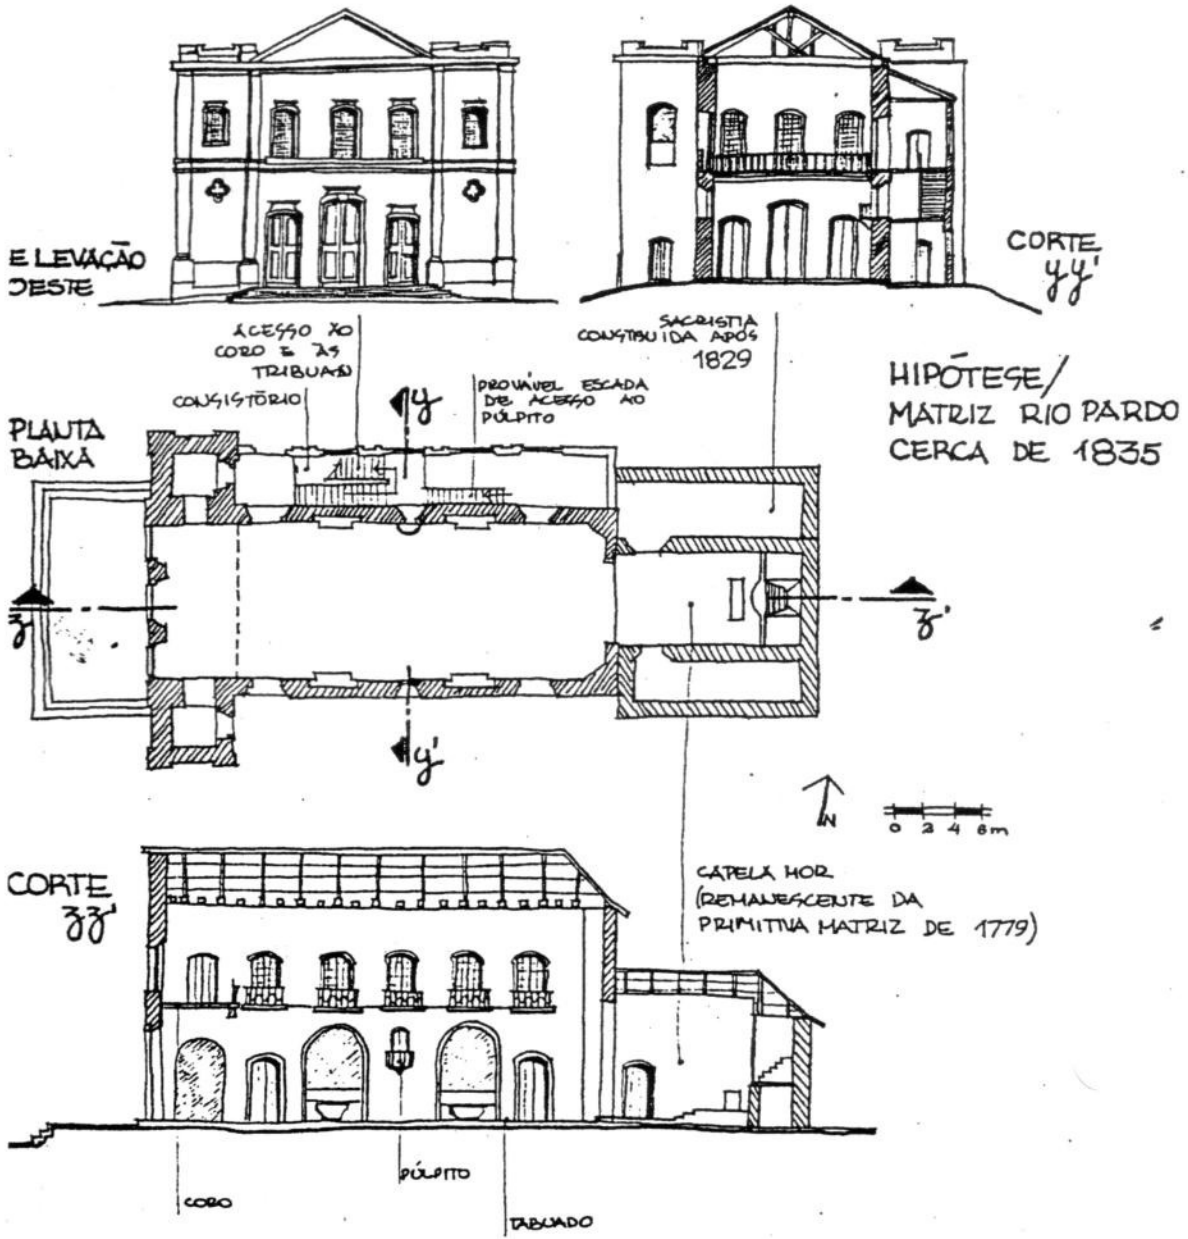 ELEVAÇÃO
OESTE
CORTE
yy'
ACESSO AO
CORO E ÀS
TRIBUAN
SACRISTIA
CONSTRUIDA APÓS
1829
HIPÓTESE/
MATRIZ RIO PARDO
CERCA DE 1835
CONSISTÓRIO
PROVÁVEL ESCADA
DE ACESSO AO
PÚLPITO
y
PLANTA
BAIXA
z
z'
y'
N
0 2 4 6m
CORTE
zz'
CAPELA MOR
(REMANESCENTE DA
PRIMITIVA MATRIZ DE 1779)
PÚLPITO
CORO
TABUADO